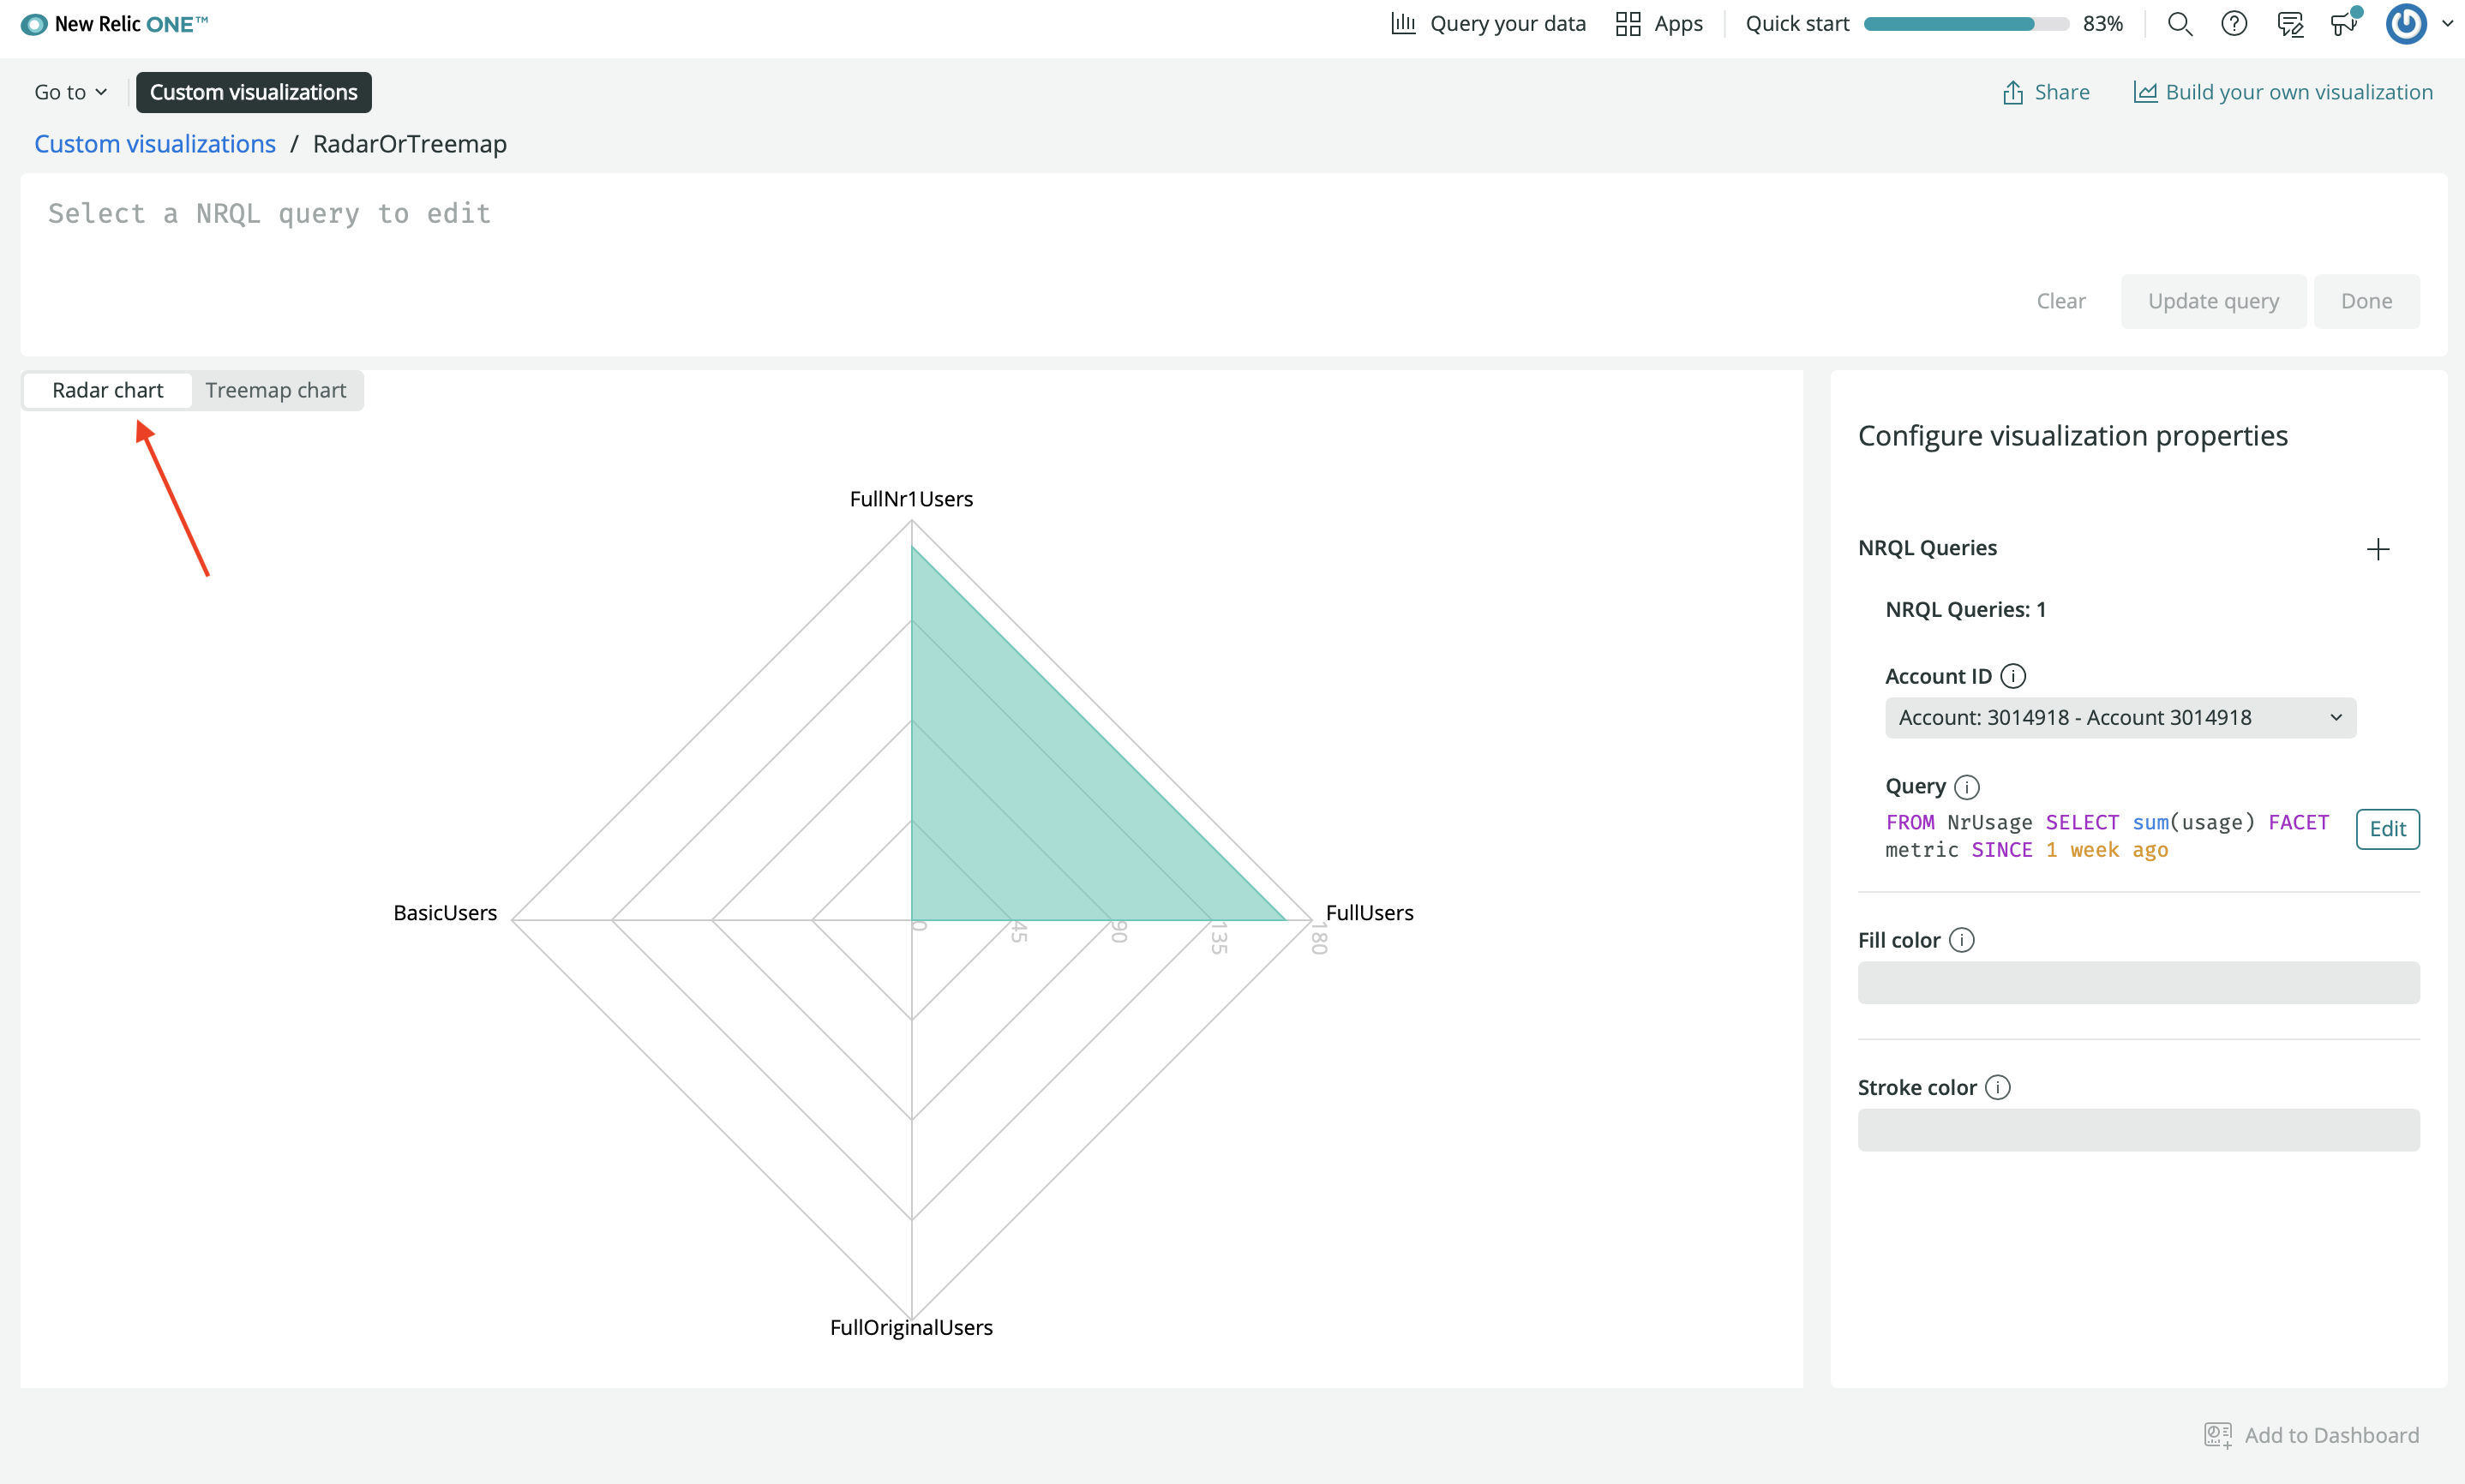 New Relic ONE™
Query your data
Apps
Quick start
83%
Go to
Custom visualizations
Share
Build your own visualization
Custom visualizations / RadarOrTreemap
Select a NRQL query to edit
Clear
Update query
Done
Radar chart
Treemap chart
FullNr1Users
BasicUsers
FullUsers
0
45
90
135
180
FullOriginalUsers
Configure visualization properties
NRQL Queries
NRQL Queries: 1
Account ID
Account: 3014918 - Account 3014918
Query
FROM NrUsage SELECT sum(usage) FACET
metric SINCE 1 week ago
Edit
Fill color
Stroke color
Add to Dashboard